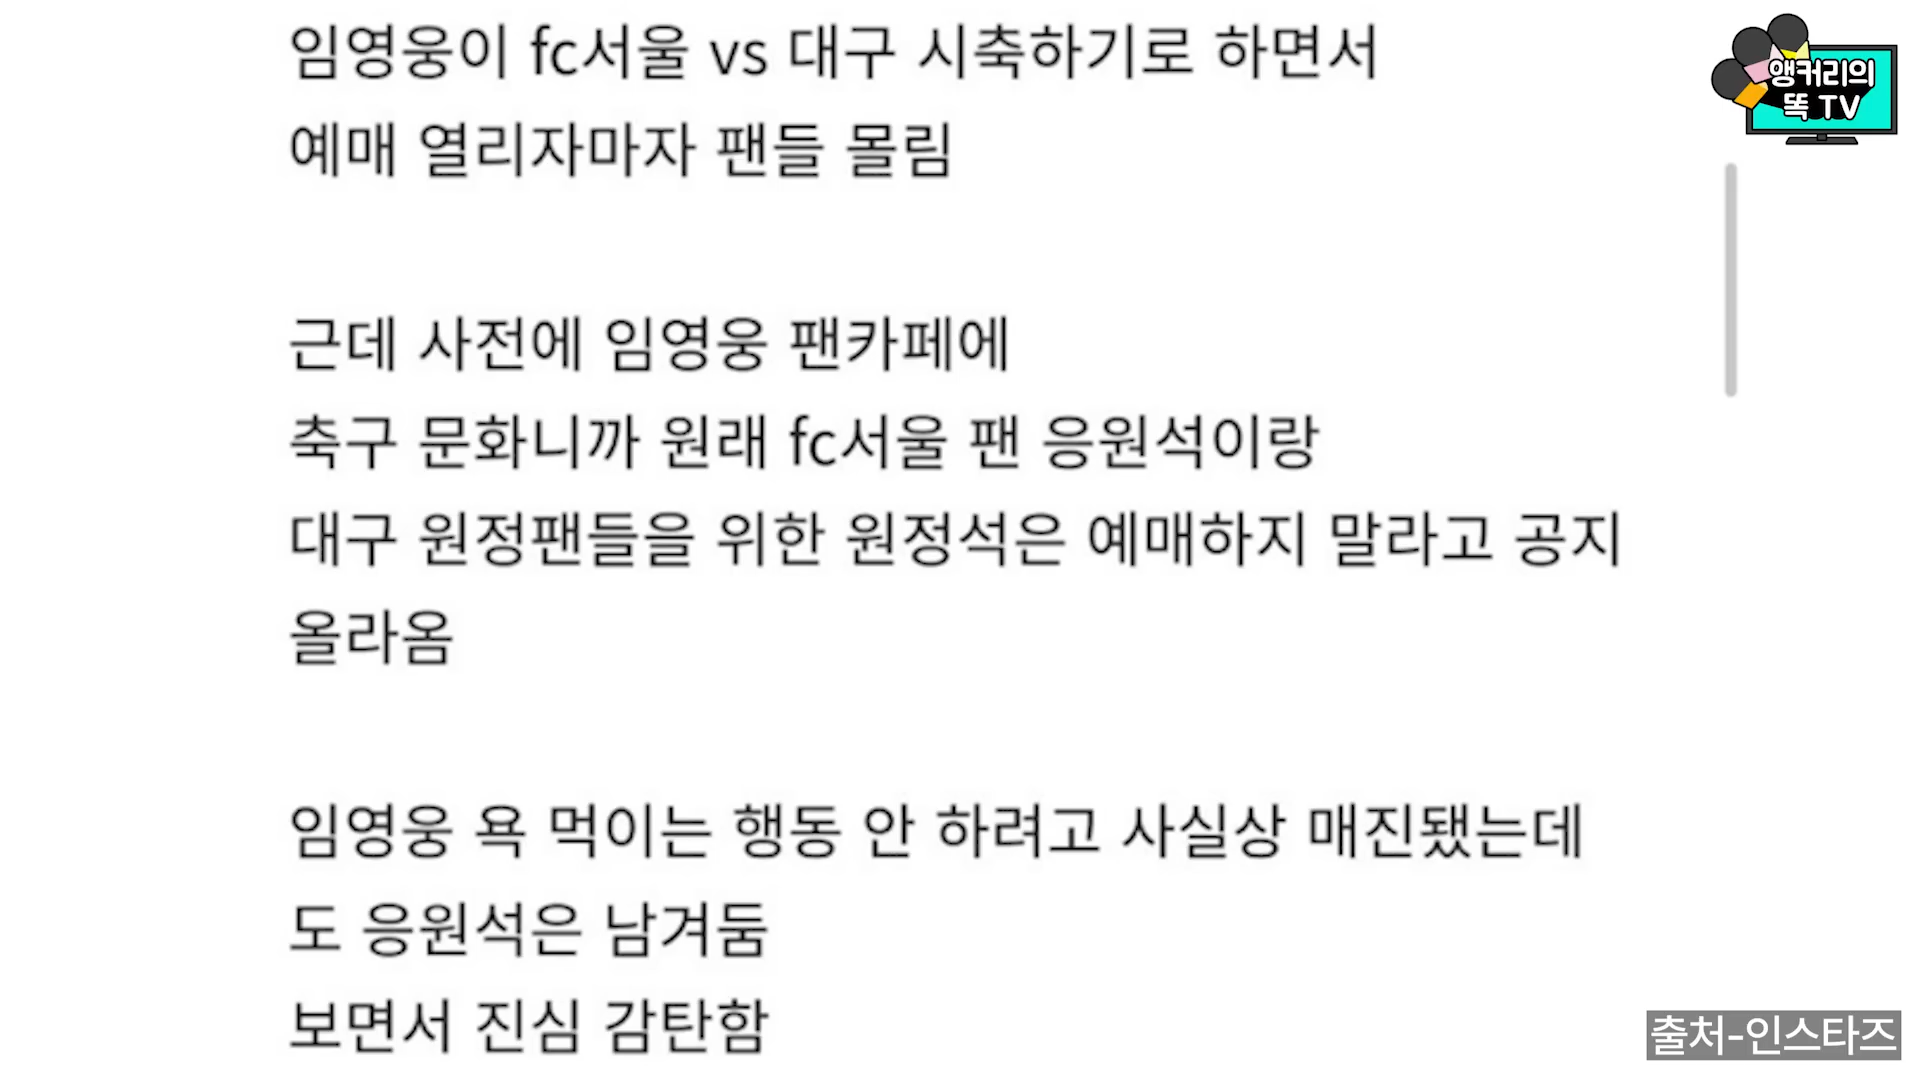 임영웅이 fc서울 vs 대구 시축하기로 하면서
예매 열리자마자 팬들 몰림
근데 사전에 임영웅 팬카페에
축구 문화니까 원래 fc서울 팬 응원석이랑
대구 원정팬들을 위한 원정석은 예매하지 말라고 공지
올라옴
임영웅 욕 먹이는 행동 안 하려고 사실상 매진됐는데
도 응원석은 남겨둠
보면서 진심 감탄함
앵커리의
똑 TV
출처-인스타즈